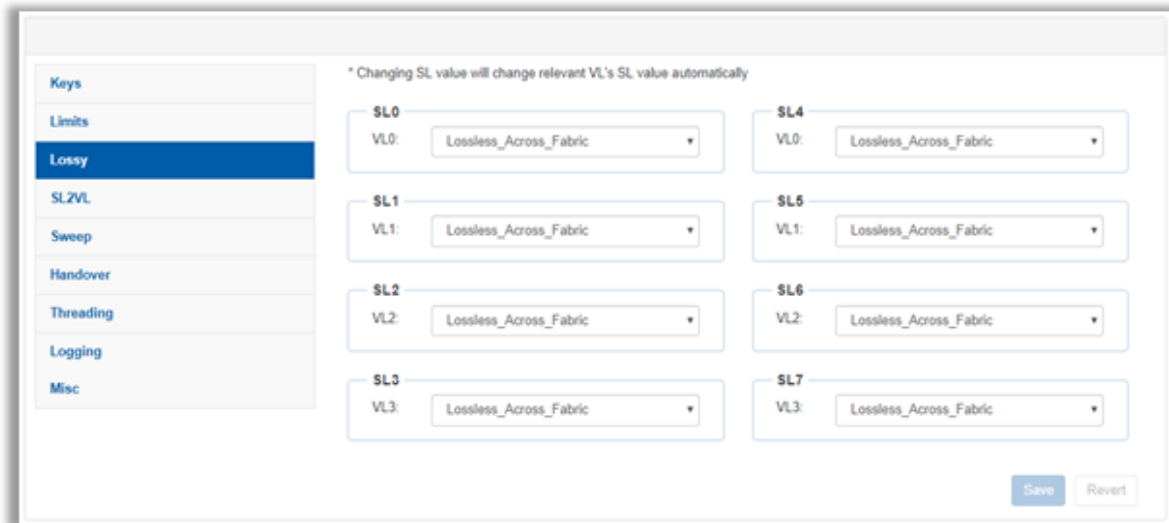 Keys
Limits
Lossy
SL2VL
Sweep
Handover
Threading
Logging
Misc
* Changing SL value will change relevant VL's SL value automatically
SL0
VL0: Lossless_Across_Fabric
SL4
VL0: Lossless_Across_Fabric
SL1
VL1: Lossless_Across_Fabric
SL5
VL1: Lossless_Across_Fabric
SL2
VL2: Lossless_Across_Fabric
SL6
VL2: Lossless_Across_Fabric
SL3
VL3: Lossless_Across_Fabric
SL7
VL3: Lossless_Across_Fabric
Save Revert